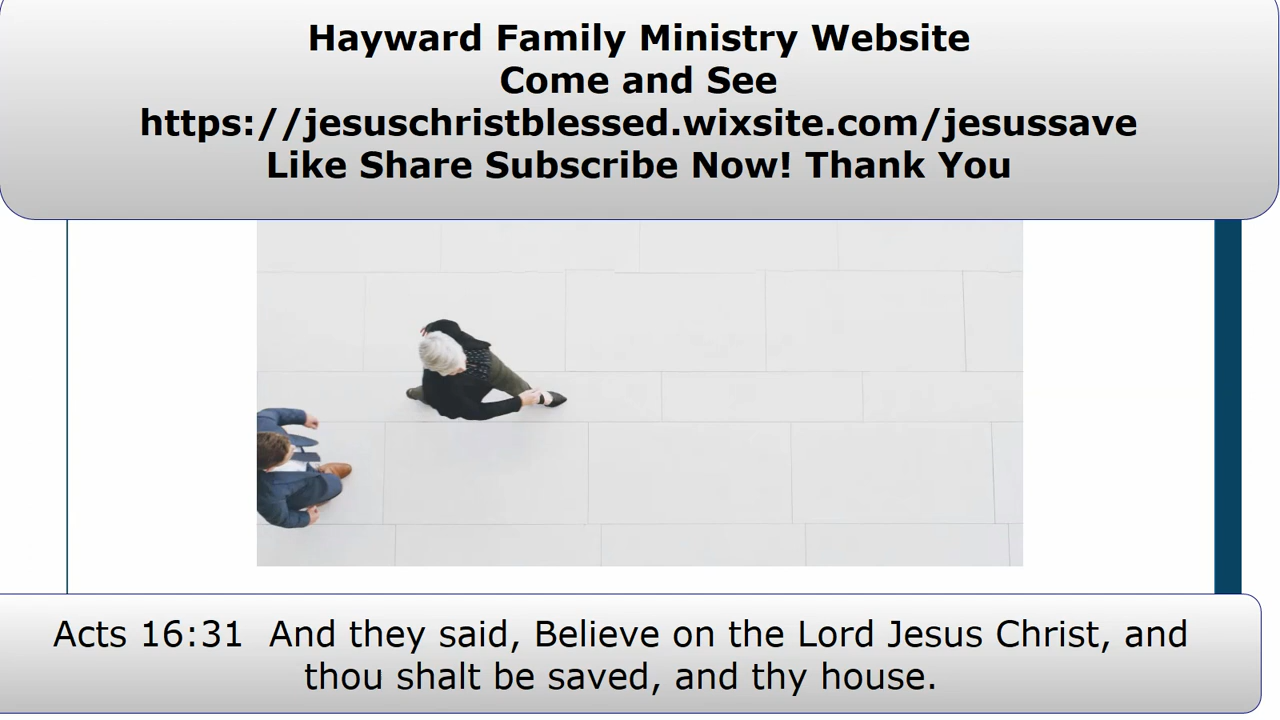 Hayward Family Ministry Website
Come and See
https://jesuschristblessed.wixsite.com/jesussave
Like Share Subscribe Now! Thank You
Acts 16:31  And they said, Believe on the Lord Jesus Christ, and
thou shalt be saved, and thy house.